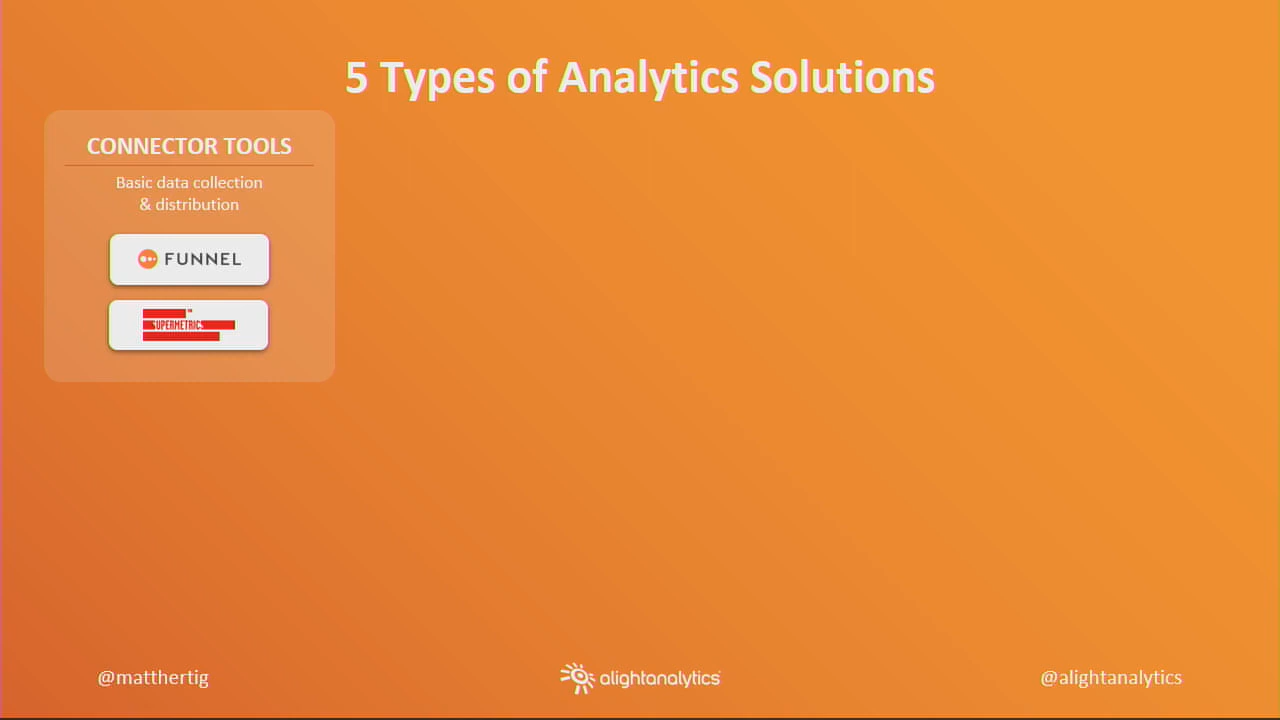 5 Types of Analytics Solutions
CONNECTOR TOOLS
Basic data collection
& distribution
FUNNEL
SUPERMETRICS
@matthertig
alightanalytics
@alightanalytics